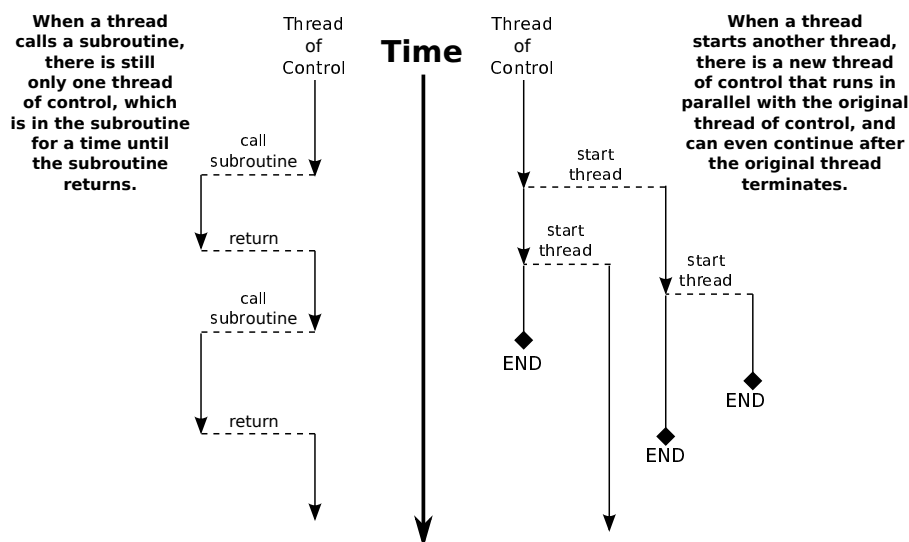 When a thread
calls a subroutine,
there is still
only one thread
of control, which
is in the subroutine
for a time until
the subroutine
returns.
Thread
of
Control
call
subroutine
return
call
subroutine
return
Time
Thread
of
Control
start
thread
start
thread
start
thread
END
END
END
When a thread
starts another thread,
there is a new thread
of control that runs in
parallel with the original
thread of control, and
can even continue after
the original thread
terminates.